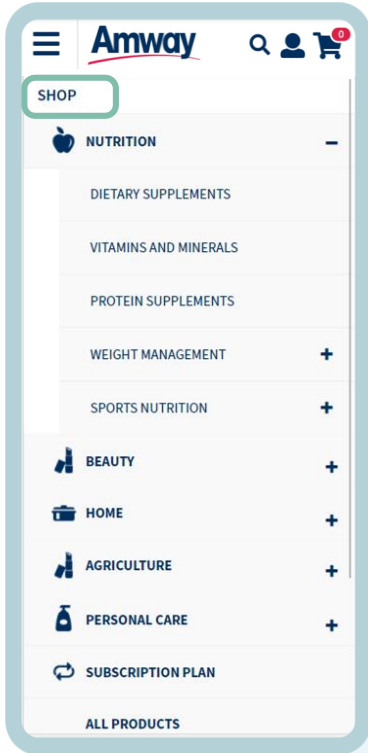 Amway
0
SHOP
NUTRITION
DIETARY SUPPLEMENTS
VITAMINS AND MINERALS
PROTEIN SUPPLEMENTS
WEIGHT MANAGEMENT
SPORTS NUTRITION
BEAUTY
HOME
AGRICULTURE
PERSONAL CARE
SUBSCRIPTION PLAN
ALL PRODUCTS